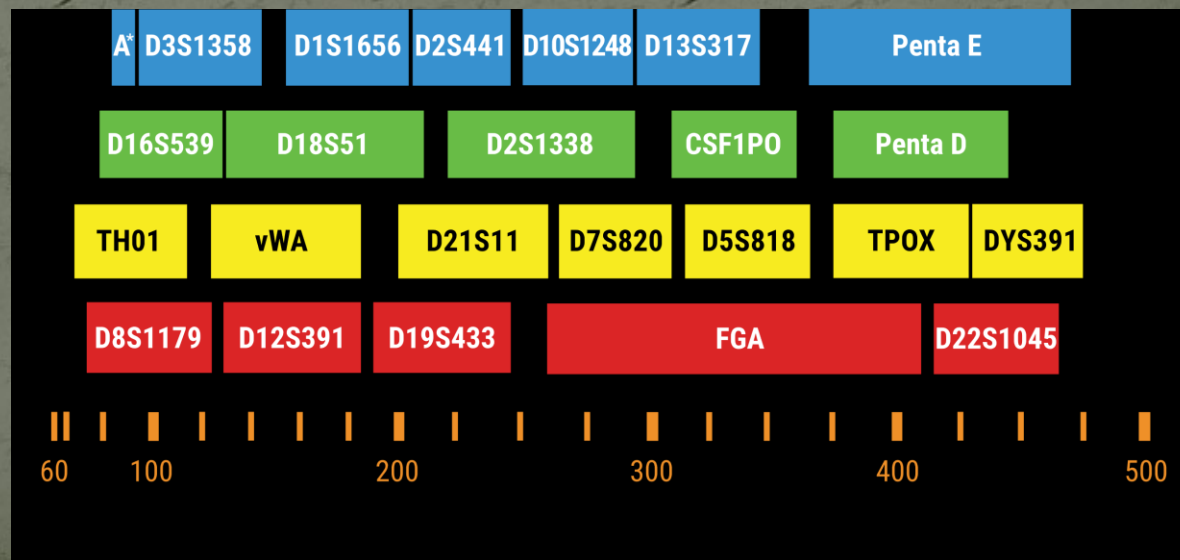 A* D3S1358 D1S1656 D2S441 D10S1248 D13S317 Penta E
D16S539 D18S51 D2S1338 CSF1PO Penta D
TH01 vWA D21S11 D7S820 D5S818 TPOX DYS391
D8S1179 D12S391 D19S433 FGA D22S1045
60 100 200 300 400 500